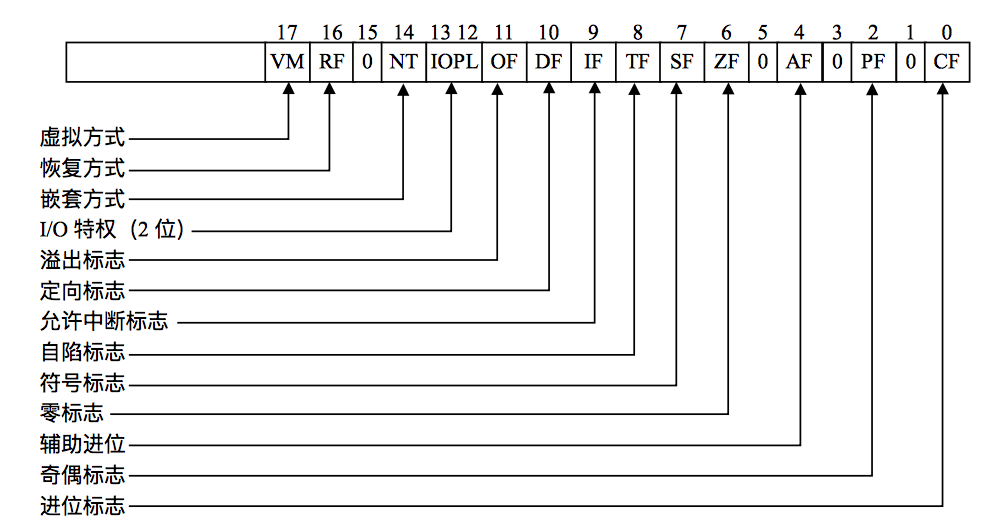 17 16 15 14 13 12 11 10 9 8 7 6 5 4 3 2 1 0
VM RF 0 NT IOPL OF DF IF TF SF ZF 0 AF 0 PF 0 CF
虚拟方式
恢复方式
嵌套方式
I/O 特权（2 位）
溢出标志
定向标志
允许中断标志
自陷标志
符号标志
零标志
辅助进位
奇偶标志
进位标志